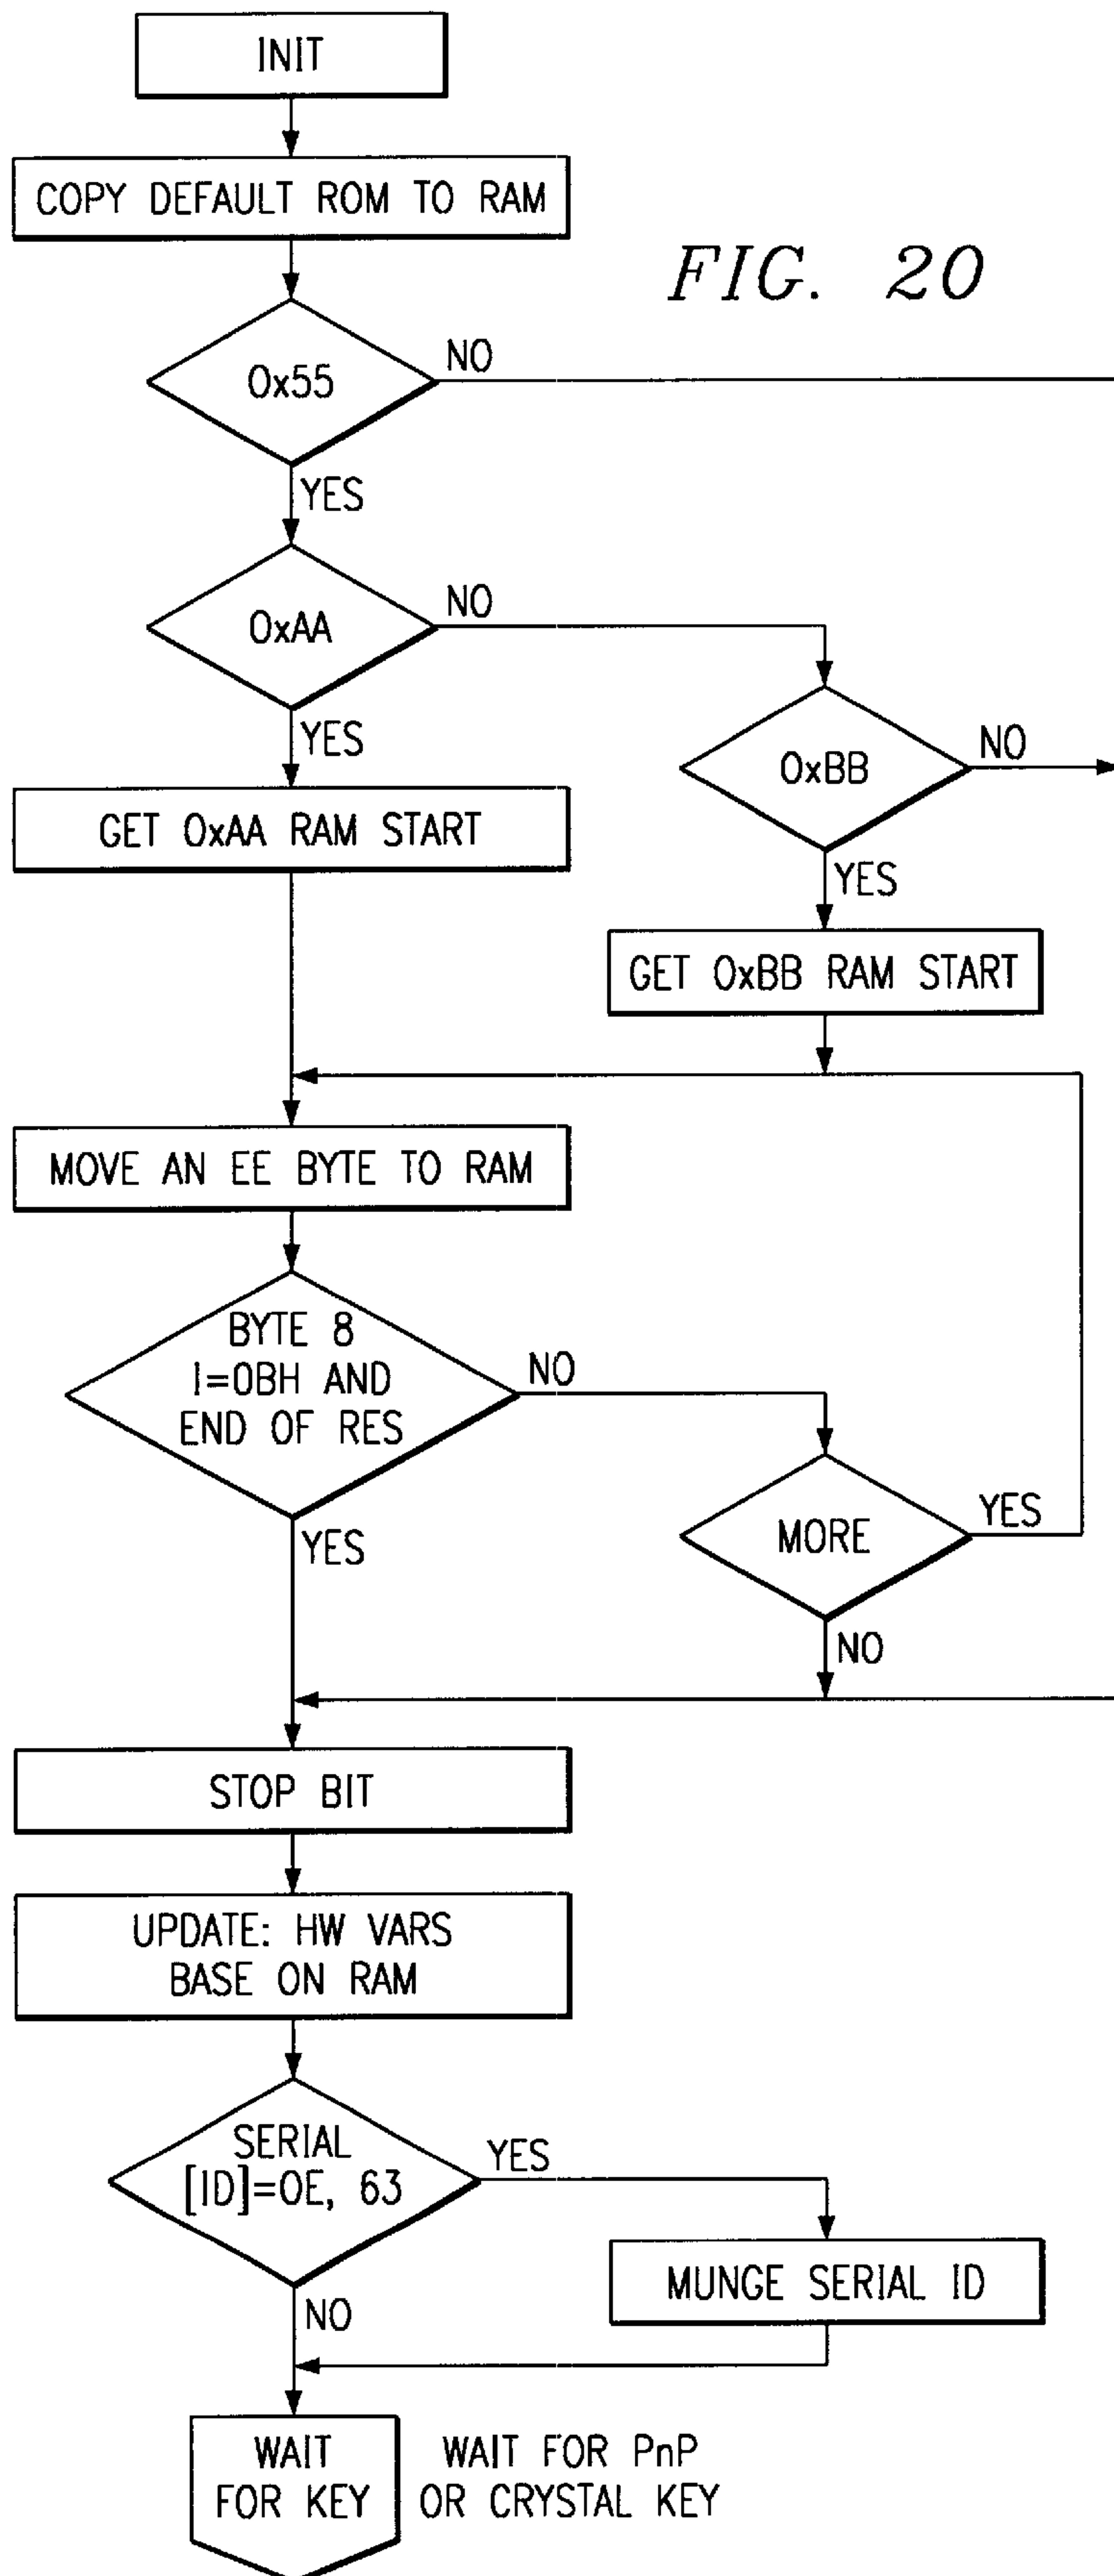 INIT
COPY DEFAULT ROM TO RAM
FIG. 20
0x55
NO
YES
0xAA
NO
YES
0xBB
NO
GET 0xAA RAM START
YES
GET 0xBB RAM START
MOVE AN EE BYTE TO RAM
BYTE 8
I=0BH AND
END OF RES
NO
YES
MORE
YES
NO
STOP BIT
UPDATE: HW VARS
BASE ON RAM
SERIAL
[ID]=0E, 63
YES
MUNGE SERIAL ID
NO
WAIT
FOR KEY
WAIT FOR PnP
OR CRYSTAL KEY